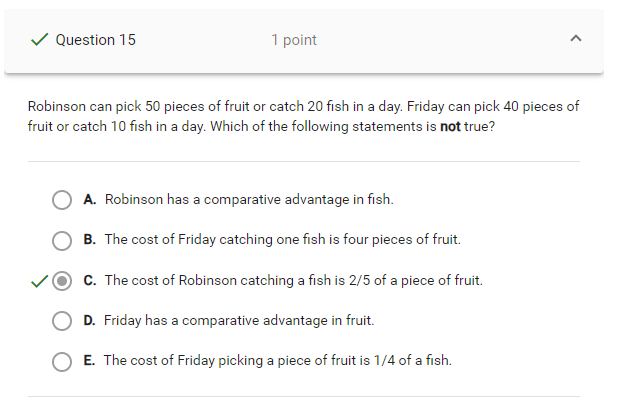 Question 15 1 point
Robinson can pick 50 pieces of fruit or catch 20 fish in a day. Friday can pick 40 pieces of
fruit or catch 10 fish in a day. Which of the following statements is not true?
A. Robinson has a comparative advantage in fish.
B. The cost of Friday catching one fish is four pieces of fruit.
C. The cost of Robinson catching a fish is 2/5 of a piece of fruit.
D. Friday has a comparative advantage in fruit.
E. The cost of Friday picking a piece of fruit is 1/4 of a fish.